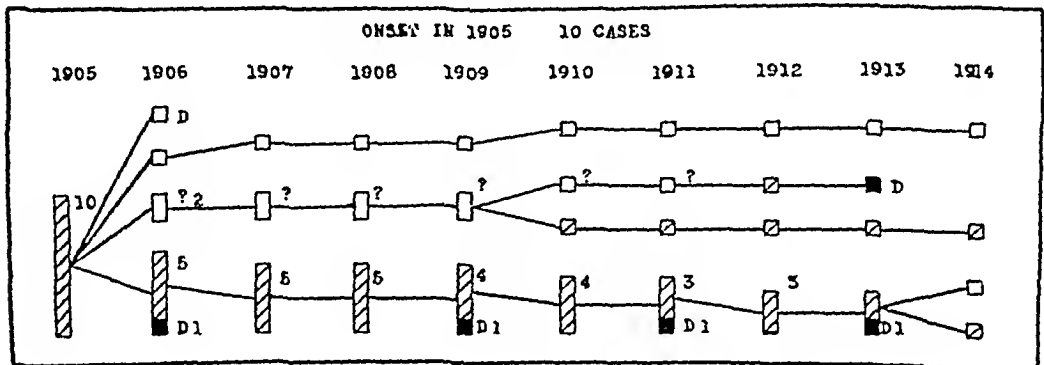 ONSET IN 1905 10 CASES
1905 1906 1907 1908 1909 1910 1911 1912 1913 1914
D
? 2 ? ? ? ? ? D
10
5 5 5 4 4 3 3
D1 D1 D1 D1